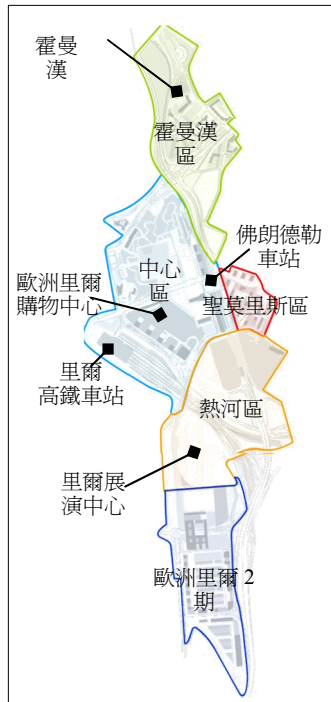 霍曼
漢
霍曼漢
區
佛朗德勒
車站
中心
區
歐洲里爾
購物中心
聖莫里斯區
里爾
高鐵車站
熱河區
里爾展
演中心
歐洲里爾 2
期